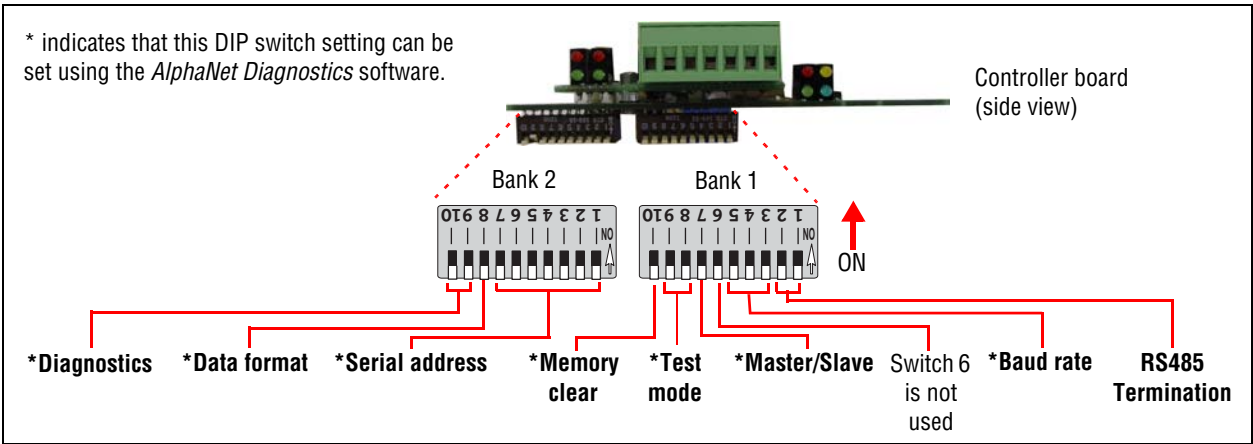 * indicates that this DIP switch setting can be
set using the AlphaNet Diagnostics software.
Controller board
(side view)
Bank 2
Bank 1
10 9 8 7 6 5 4 3 2 1
ON
10 9 8 7 6 5 4 3 2 1
ON
ON
*Diagnostics
*Data format
*Serial address
*Memory
clear
*Test
mode
*Master/Slave
Switch 6
is not
used
*Baud rate
RS485
Termination